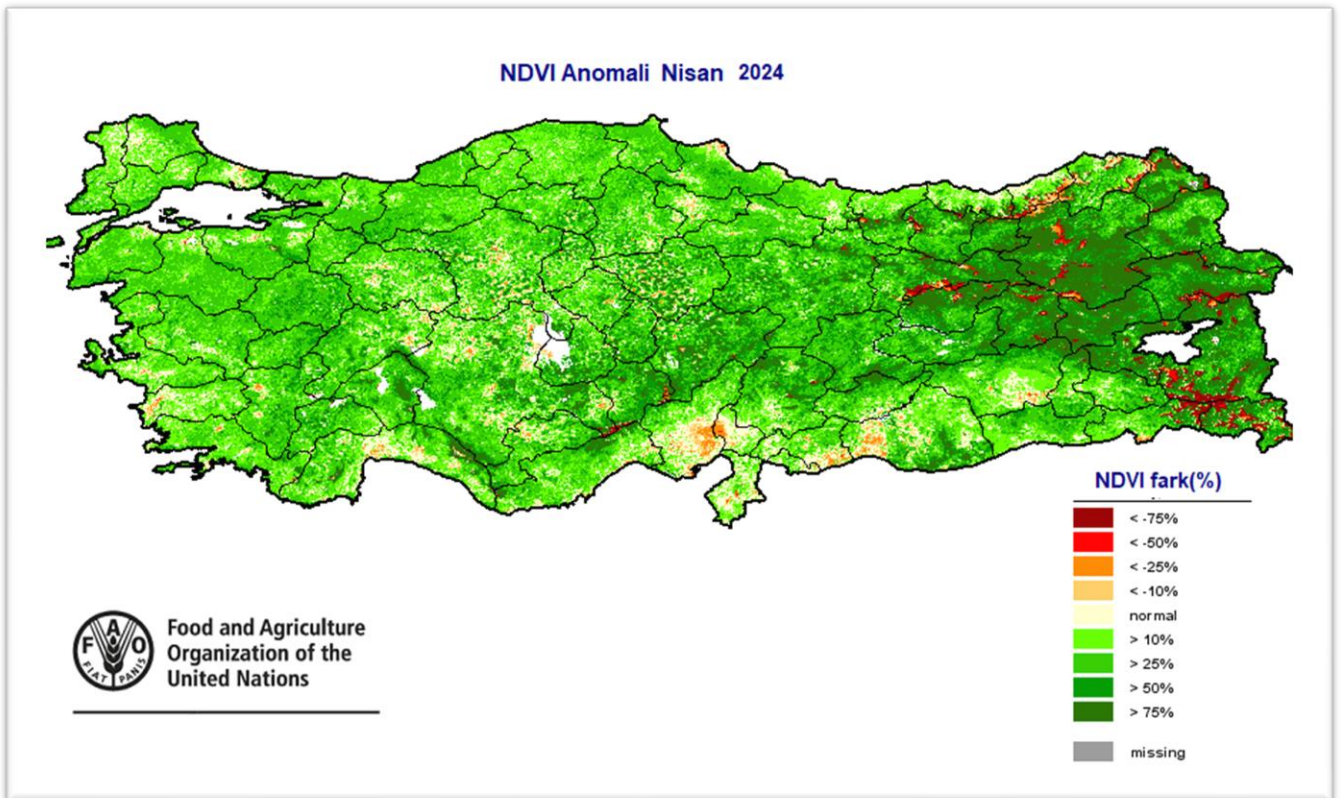 NDVI Anomali Nisan 2024
NDVI fark(%)
< -75%
< -50%
< -25%
< -10%
normal
> 10%
> 25%
> 50%
> 75%
missing
F A O
FIAT PANIS
Food and Agriculture
Organization of the
United Nations